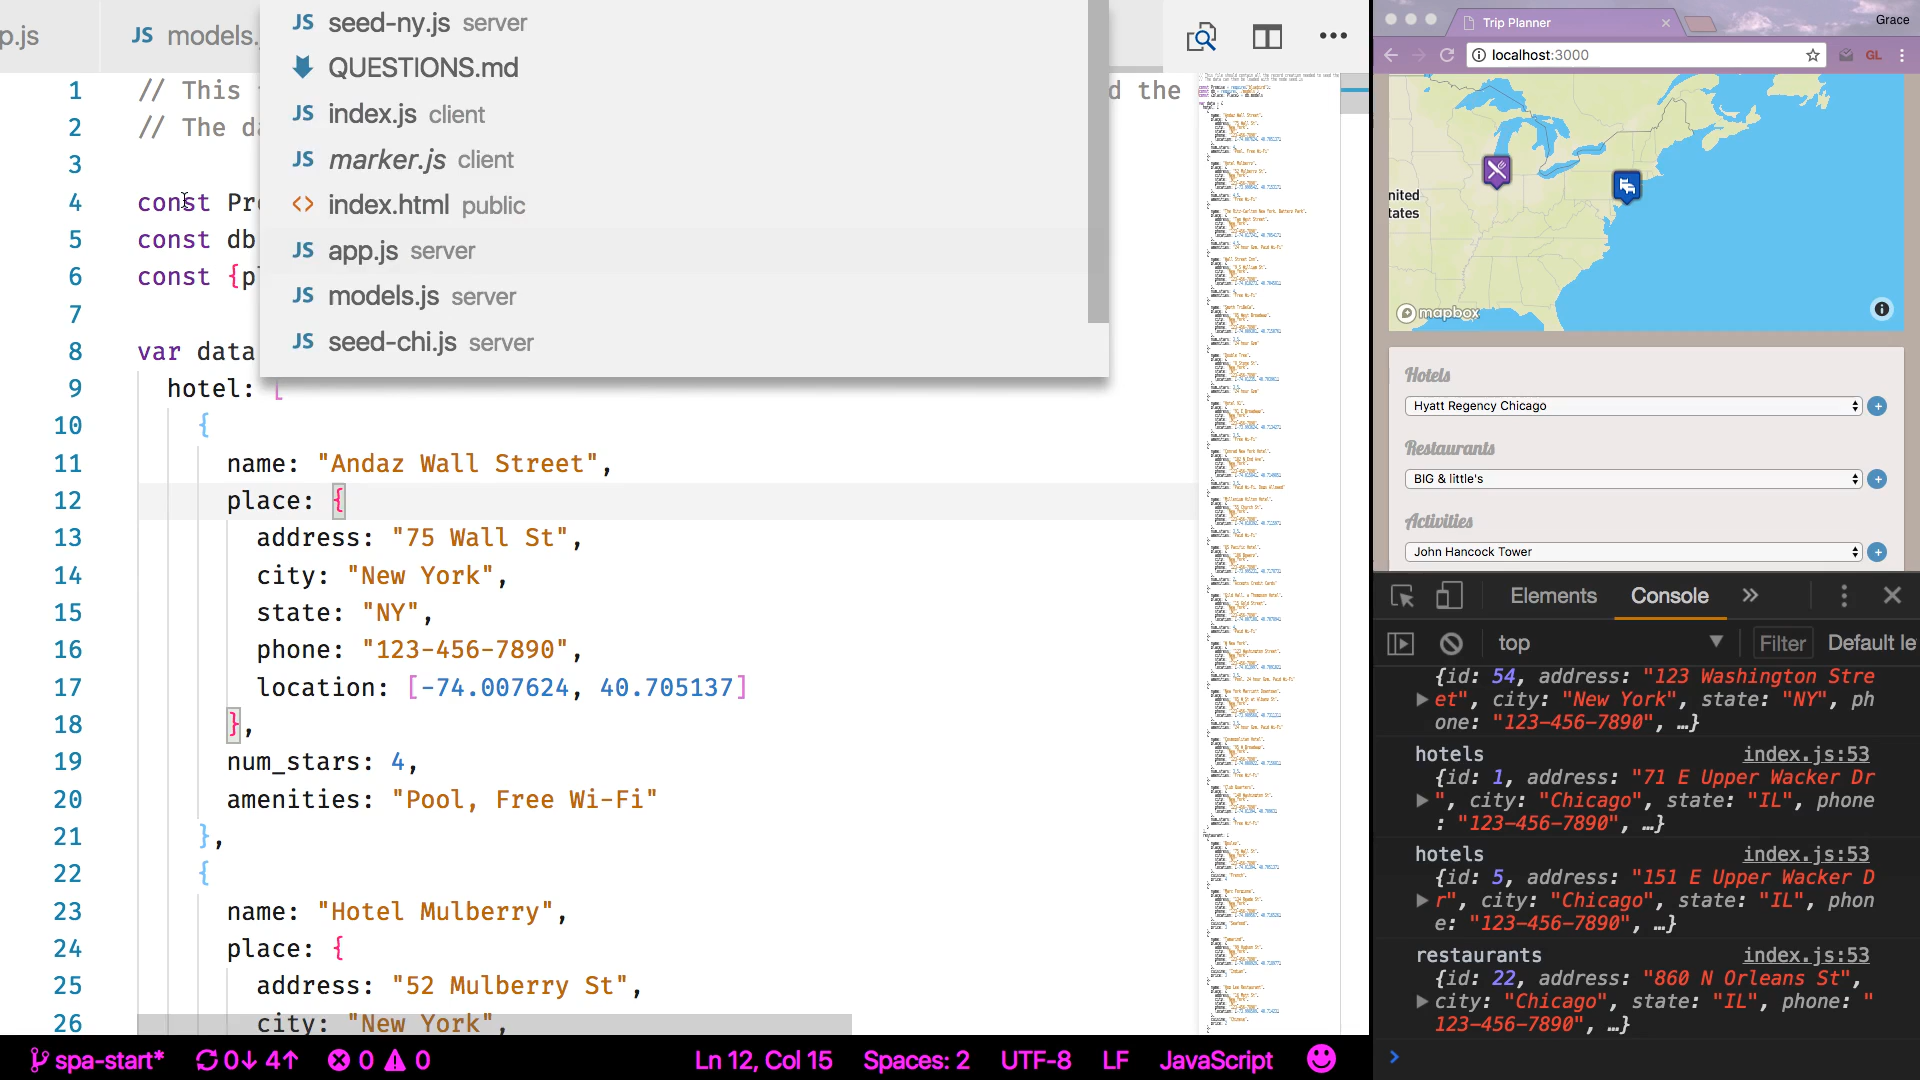 p.js
JS models.
JS seed-ny.js server
QUESTIONS.md
JS index.js client
JS marker.js client
<> index.html public
JS app.js server
JS models.js server
JS seed-chi.js server
1 // This
d the
2 // The da
3
4 const Pro
5 const db
6 const {pl
7
8 var data
9 hotel: [
10 {
11 name: "Andaz Wall Street",
12 place: {
13 address: "75 Wall St",
14 city: "New York",
15 state: "NY",
16 phone: "123-456-7890",
17 location: [-74.007624, 40.705137]
18 },
19 num_stars: 4,
20 amenities: "Pool, Free Wi-Fi"
21 },
22 {
23 name: "Hotel Mulberry",
24 place: {
25 address: "52 Mulberry St",
26 city: "New York",
spa-start* 0↓ 4↑ 0 0
Ln 12, Col 15 Spaces: 2 UTF-8 LF JavaScript
Trip Planner
Grace
localhost:3000
GL
nited
tates
mapbox
Hotels
Hyatt Regency Chicago
Restaurants
BIG & little's
Activities
John Hancock Tower
Elements Console »
top Filter Default le
{id: 54, address: "123 Washington Stre
et", city: "New York", state: "NY", ph
one: "123-456-7890", …}
hotels index.js:53
{id: 1, address: "71 E Upper Wacker Dr
", city: "Chicago", state: "IL", phone
: "123-456-7890", …}
hotels index.js:53
{id: 5, address: "151 E Upper Wacker D
r", city: "Chicago", state: "IL", phon
e: "123-456-7890", …}
restaurants index.js:53
{id: 22, address: "860 N Orleans St",
city: "Chicago", state: "IL", phone: "
123-456-7890", …}
>